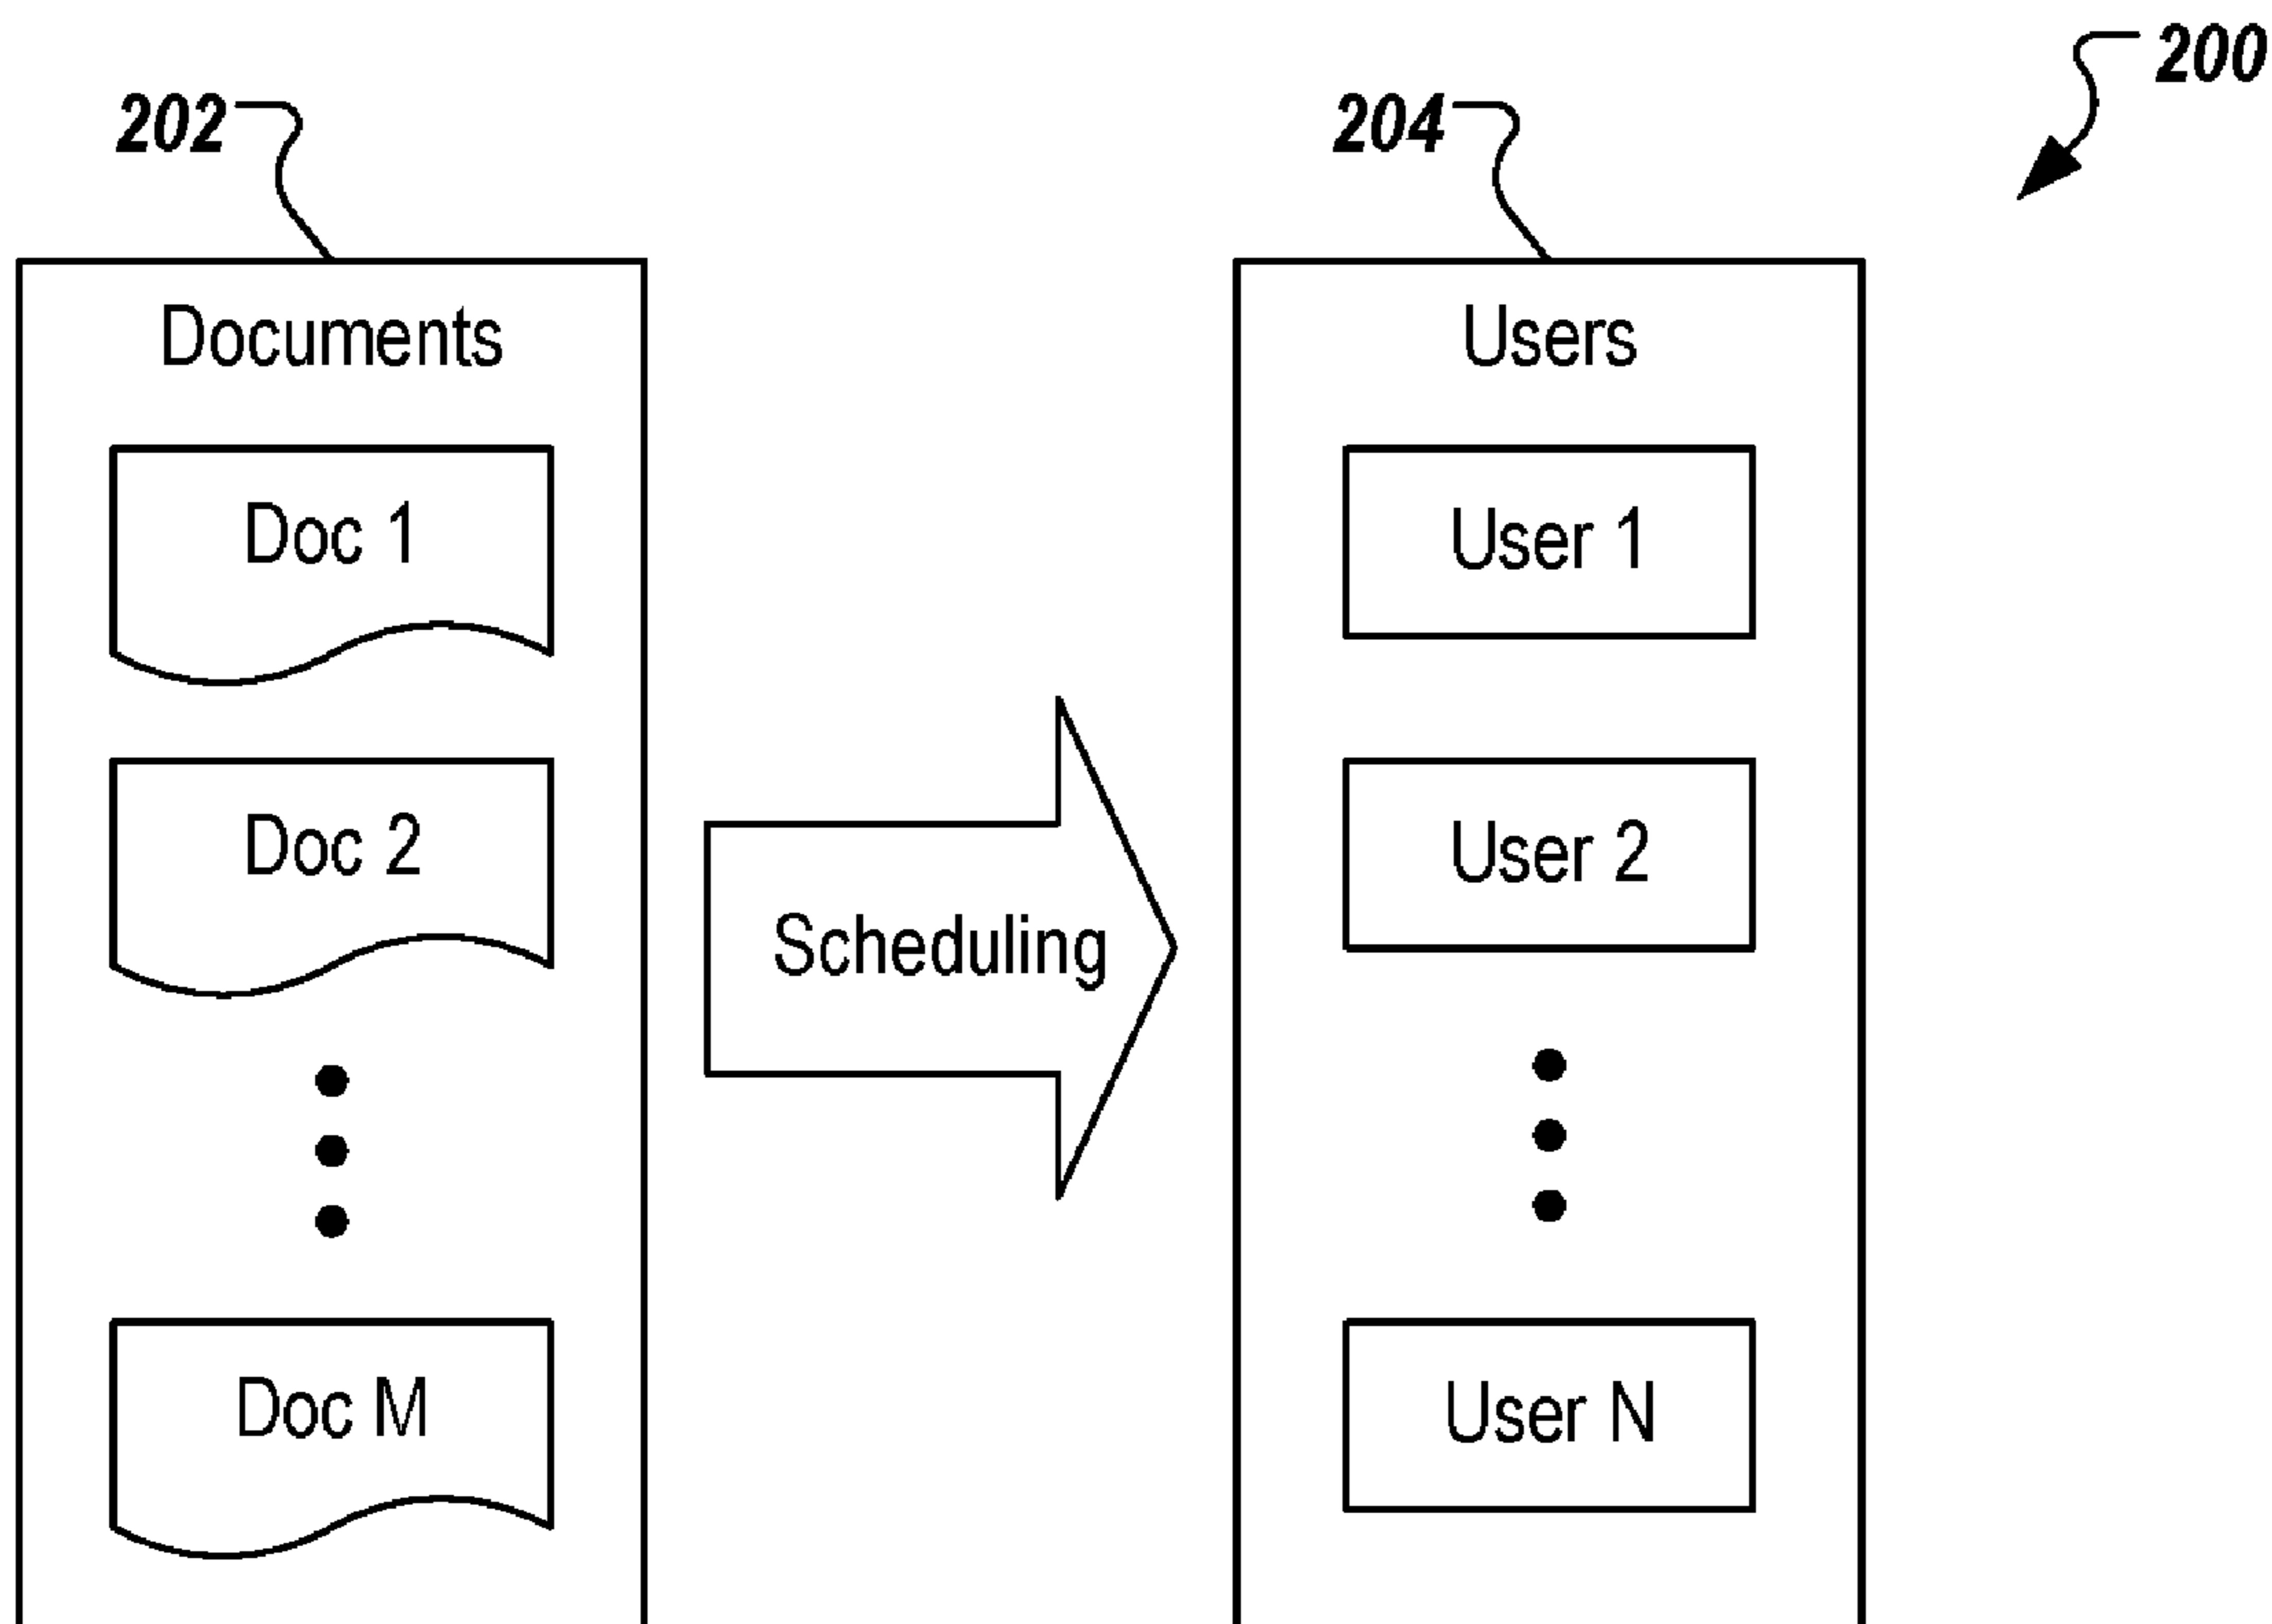 200
202
204
Documents
Users
Doc 1
User 1
Doc 2
User 2
Scheduling
Doc M
User N